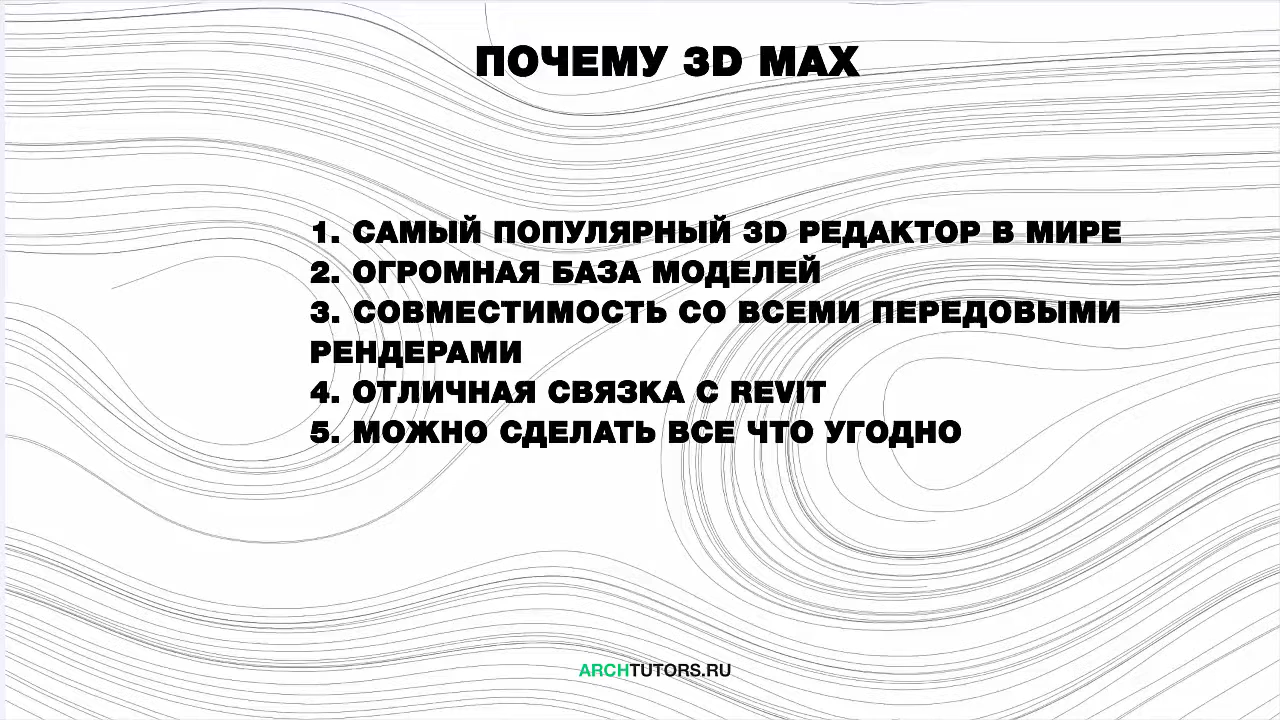 ПОЧЕМУ 3D MAX
1. САМЫЙ ПОПУЛЯРНЫЙ 3D РЕДАКТОР В МИРЕ
2. ОГРОМНАЯ БАЗА МОДЕЛЕЙ
3. СОВМЕСТИМОСТЬ СО ВСЕМИ ПЕРЕДОВЫМИ
РЕНДЕРАМИ
4. ОТЛИЧНАЯ СВЯЗКА С REVIT
5. МОЖНО СДЕЛАТЬ ВСЕ ЧТО УГОДНО
ARCHTUTORS.RU